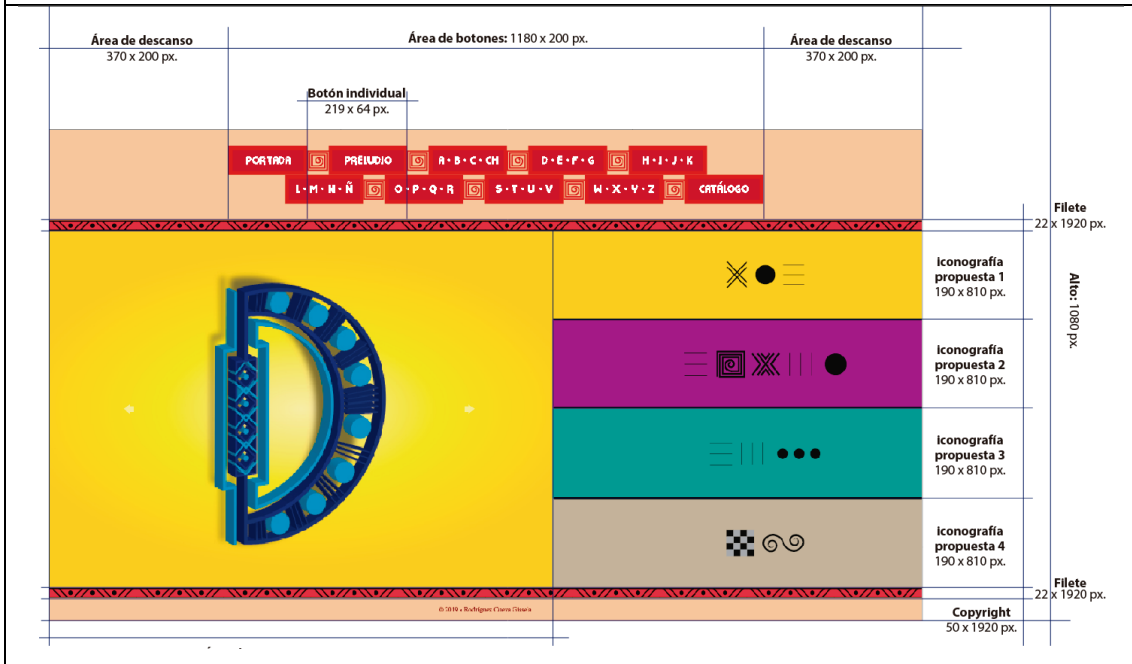 Área de descanso
370 x 200 px.
Área de botones: 1180 x 200 px.
Área de descanso
370 x 200 px.
Botón individual
219 x 64 px.
PORTADA
PRELUDIO
A • B • C • CH
D • E • F • G
H • I • J • K
L • M • N • Ñ
O • P • Q • R
S • T • U • V
W • X • Y • Z
CATÁLOGO
Filete
22 x 1920 px.
iconografía
propuesta 1
190 x 810 px.
Alto: 1080 px.
iconografía
propuesta 2
190 x 810 px.
iconografía
propuesta 3
190 x 810 px.
iconografía
propuesta 4
190 x 810 px.
D
Filete
22 x 1920 px.
© 2019 • Rodríguez
Copyright
50 x 1920 px.